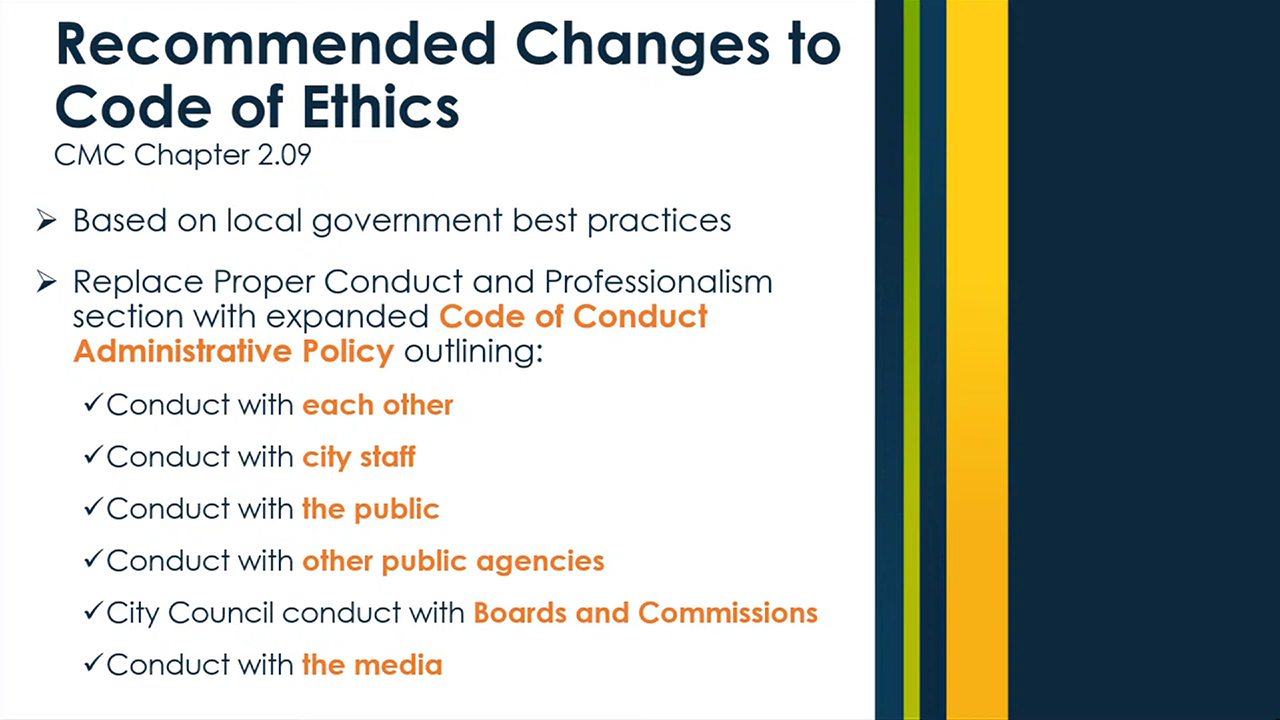 Recommended Changes to
Code of Ethics
CMC Chapter 2.09
➢ Based on local government best practices
➢ Replace Proper Conduct and Professionalism
section with expanded Code of Conduct
Administrative Policy outlining:
✓Conduct with each other
✓Conduct with city staff
✓Conduct with the public
✓Conduct with other public agencies
✓City Council conduct with Boards and Commissions
✓Conduct with the media